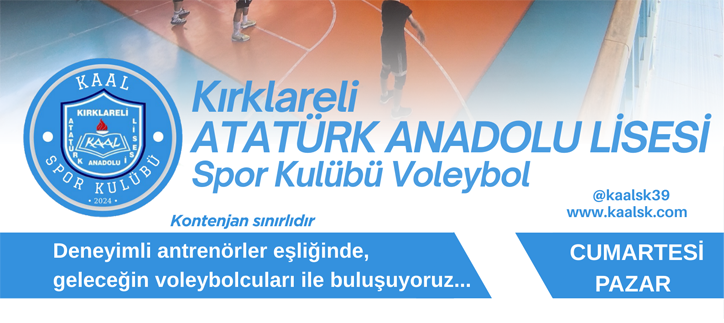 KAAL
KIRKLARELİ
ATATÜRK
LİSESİ
KAAL
ANADOLU
SPOR KULÜBÜ
• 2024 •
Kırklareli
ATATÜRK ANADOLU LİSESİ
Spor Kulübü Voleybol
@kaalsk39
www.kaalsk.com
Kontenjan sınırlıdır
Deneyimli antrenörler eşliğinde,
geleceğin voleybolcuları ile buluşuyoruz...
CUMARTESİ
PAZAR